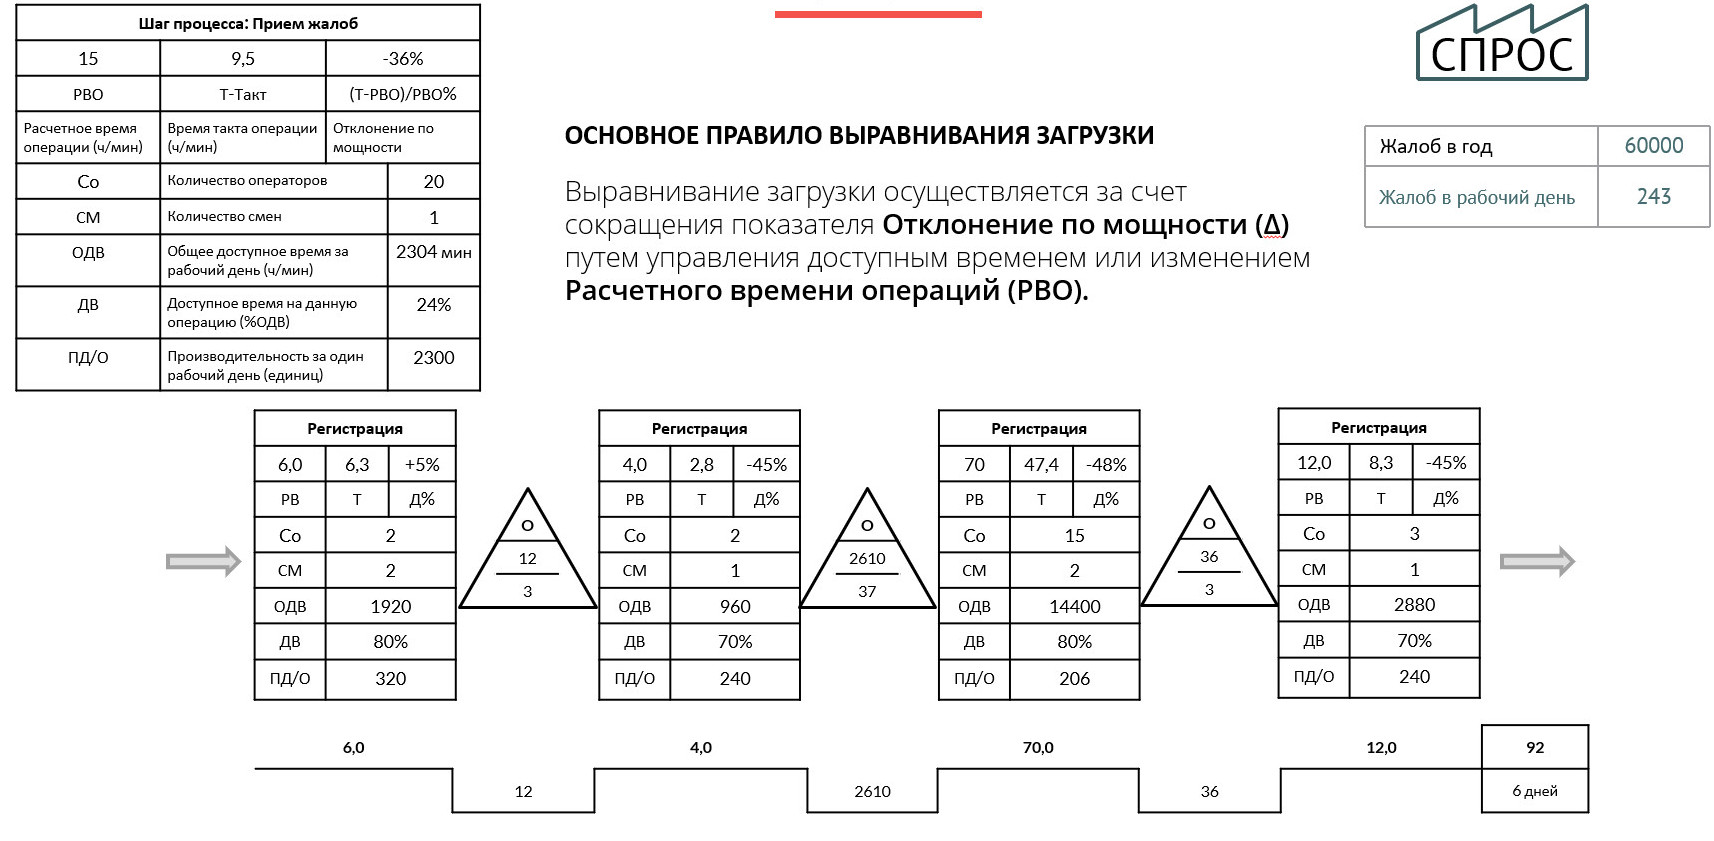 Шаг процесса: Прием жалоб
15 9,5 -36%
РВО Т-Такт (Т-РВО)/РВО%
Расчетное время операции (ч/мин) Время такта операции (ч/мин) Отклонение по мощности
Со Количество операторов 20
СМ Количество смен 1
ОДВ Общее доступное время за рабочий день (ч/мин) 2304 мин
ДВ Доступное время на данную операцию (%ОДВ) 24%
ПД/О Производительность за один рабочий день (единиц) 2300
СПРОС
Жалоб в год 60000
Жалоб в рабочий день 243
ОСНОВНОЕ ПРАВИЛО ВЫРАВНИВАНИЯ ЗАГРУЗКИ
Выравнивание загрузки осуществляется за счет
сокращения показателя Отклонение по мощности (Δ)
путем управления доступным временем или изменением
Расчетного времени операций (РВО).
Регистрация
6,0 6,3 +5%
РВ Т Д%
Со 2
СМ 2
ОДВ 1920
ДВ 80%
ПД/О 320
О
12
3
Регистрация
4,0 2,8 -45%
РВ Т Д%
Со 2
СМ 1
ОДВ 960
ДВ 70%
ПД/О 240
О
2610
37
Регистрация
70 47,4 -48%
РВ Т Д%
Со 15
СМ 2
ОДВ 14400
ДВ 80%
ПД/О 206
О
36
3
Регистрация
12,0 8,3 -45%
РВ Т Д%
Со 3
СМ 1
ОДВ 2880
ДВ 70%
ПД/О 240
6,0 4,0 70,0 12,0 92
12 2610 36 6 дней